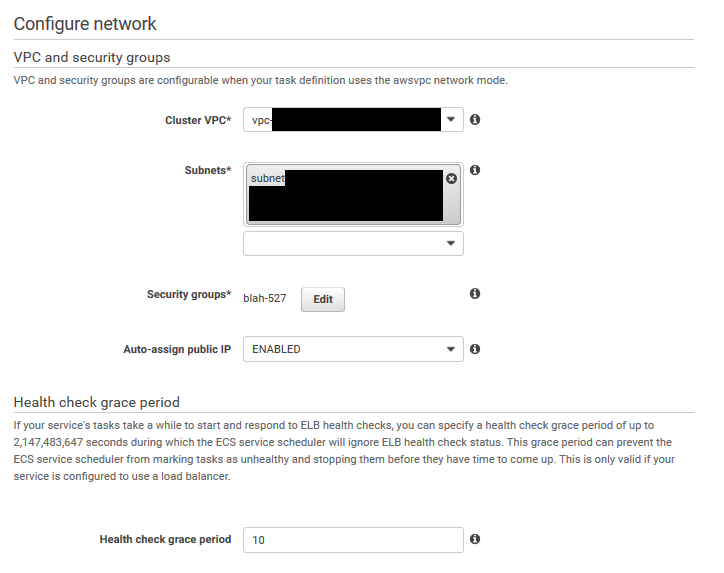 Configure network
VPC and security groups
VPC and security groups are configurable when your task definition uses the awsvpc network mode.
Cluster VPC* vpc-
Subnets* subnet
Security groups* blah-527 Edit
Auto-assign public IP ENABLED
Health check grace period
If your service's tasks take a while to start and respond to ELB health checks, you can specify a health check grace period of up to
2,147,483,647 seconds during which the ECS service scheduler will ignore ELB health check status. This grace period can prevent the
ECS service scheduler from marking tasks as unhealthy and stopping them before they have time to come up. This is only valid if your
service is configured to use a load balancer.
Health check grace period 10